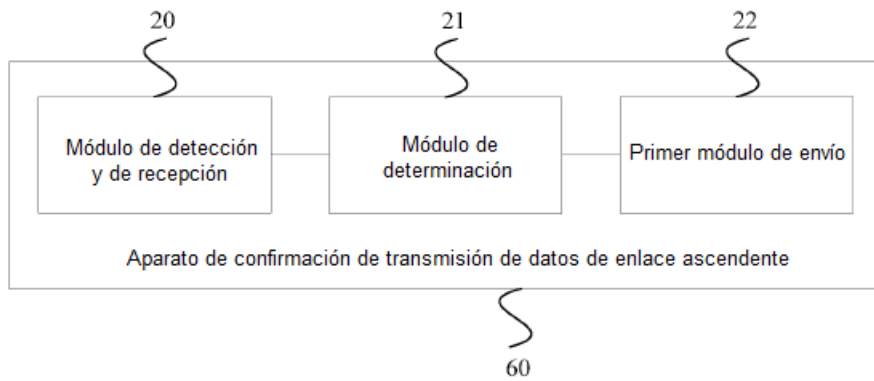 20
21
22
Módulo de detección
y de recepción
Módulo de
determinación
Primer módulo de envío
Aparato de confirmación de transmisión de datos de enlace ascendente
60